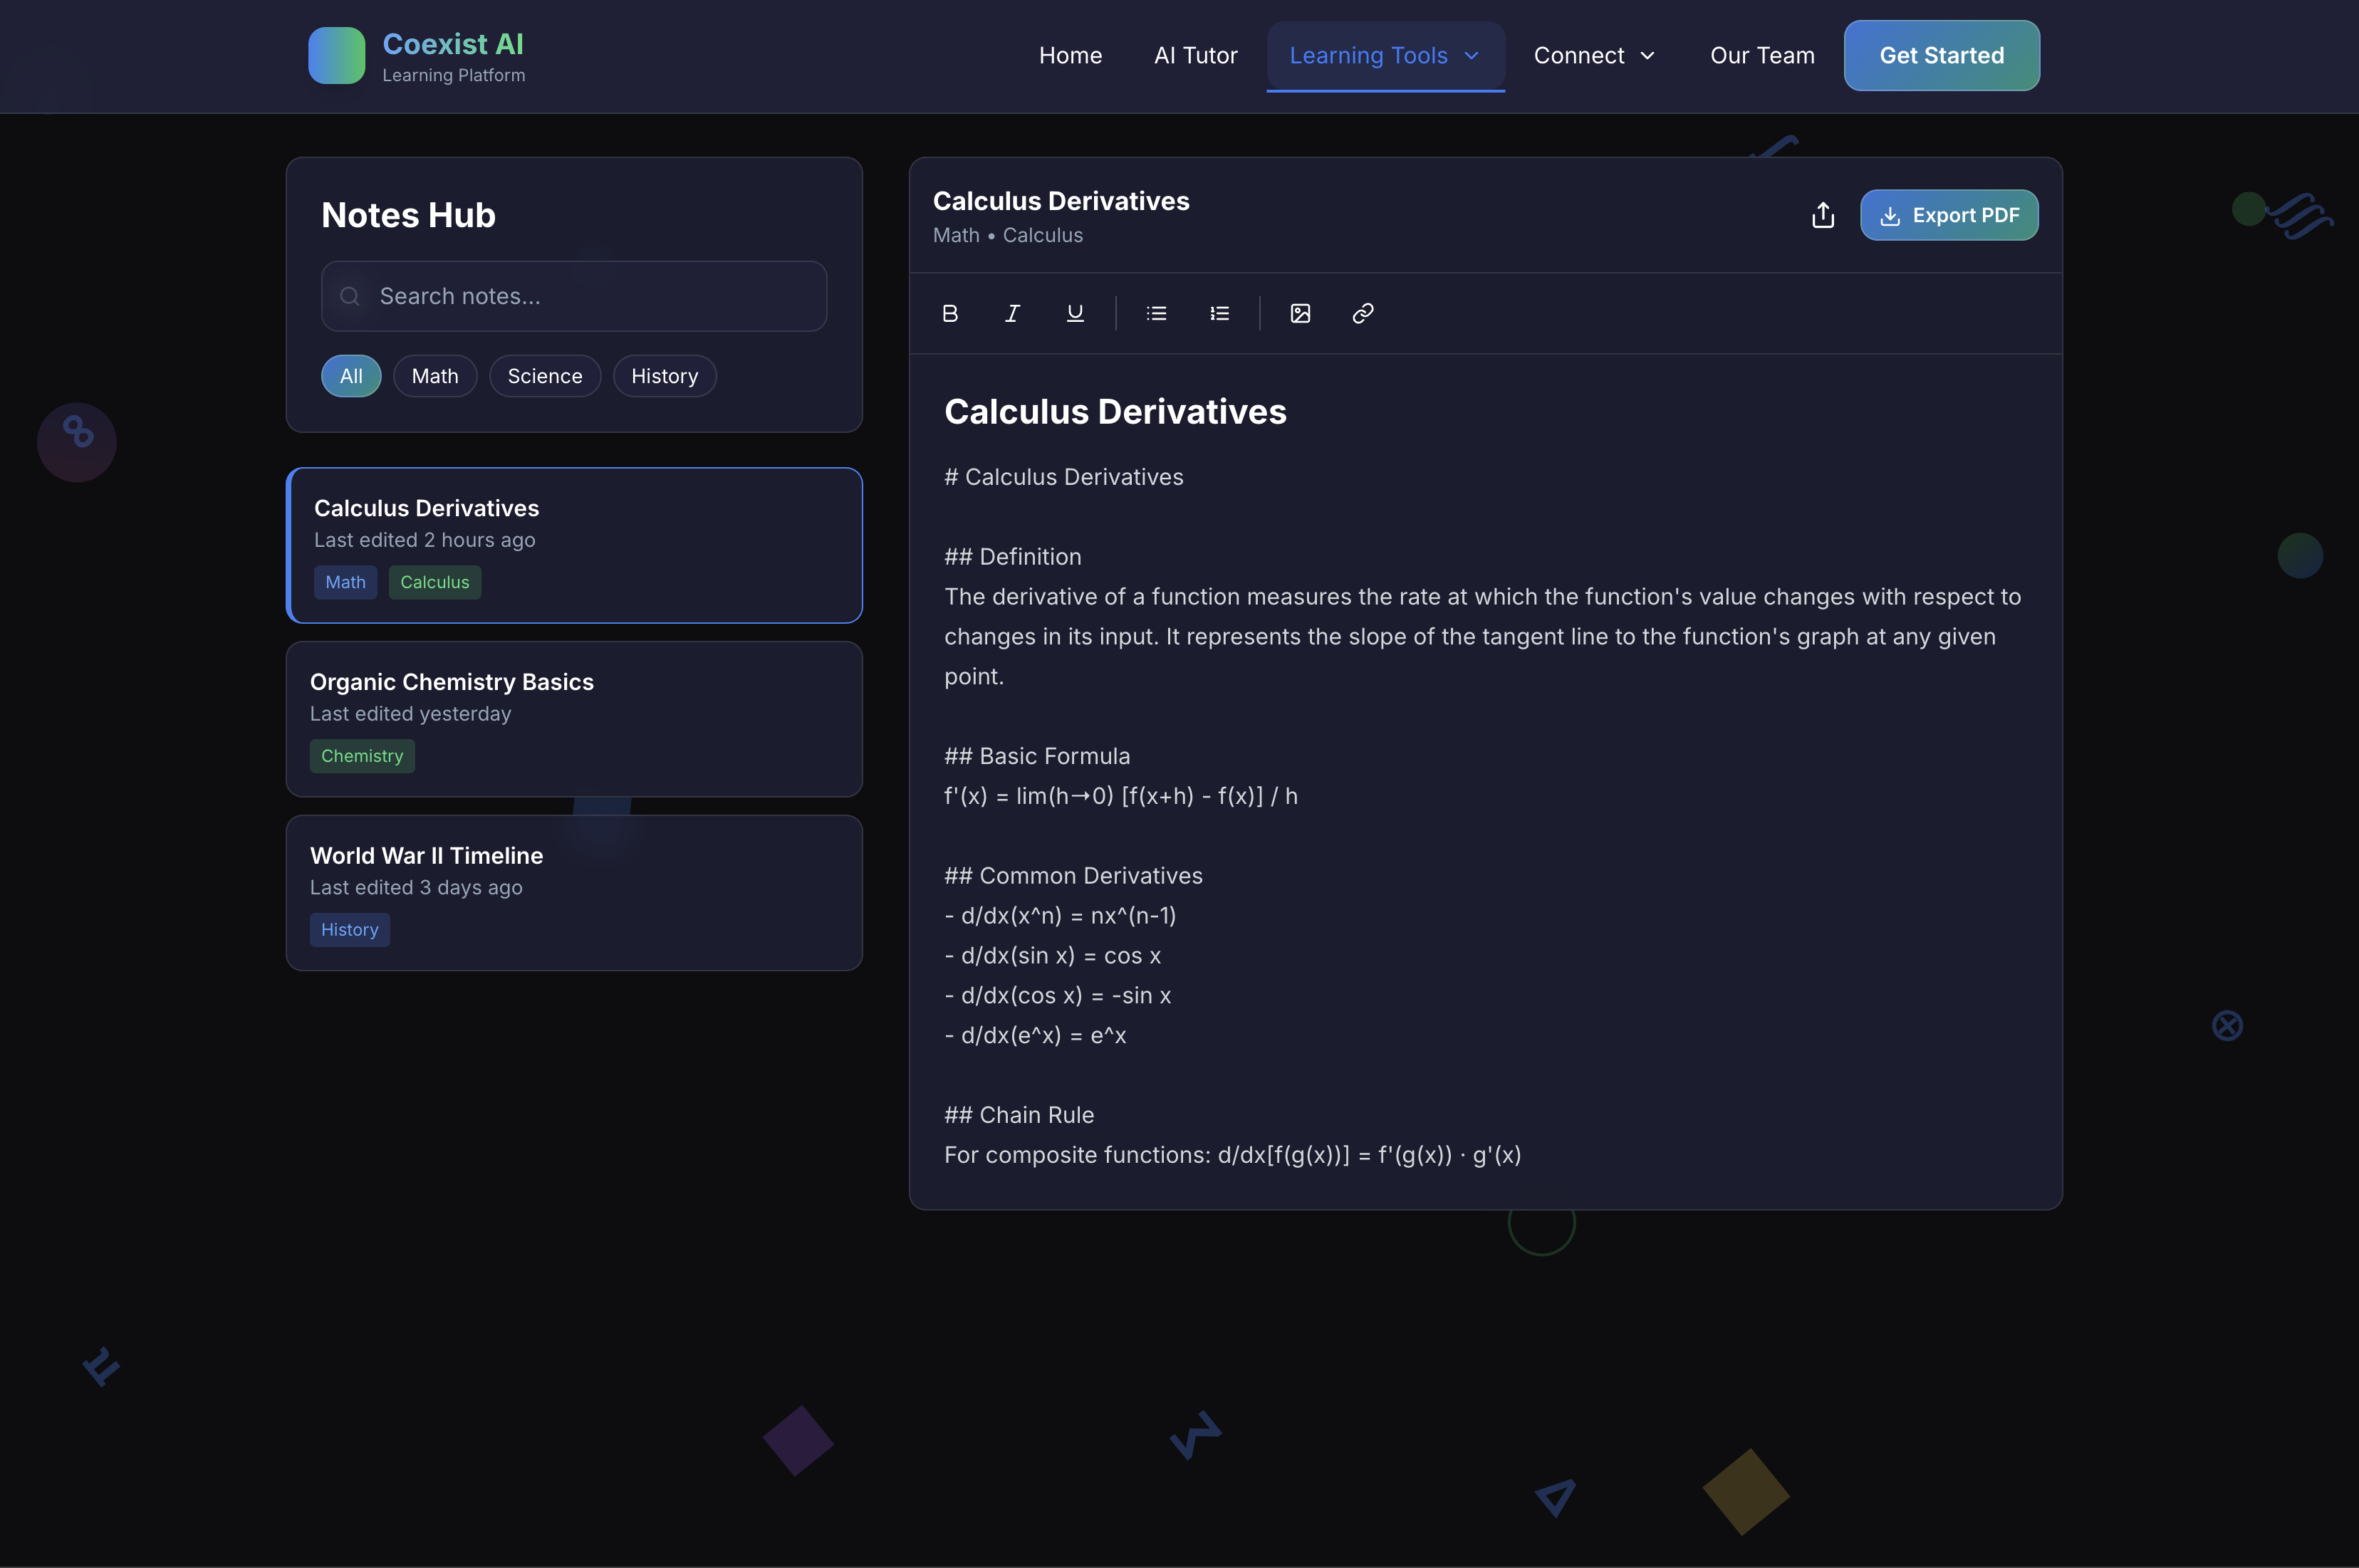 Coexist AI
Learning Platform
Home
AI Tutor
Learning Tools
Connect
Our Team
Get Started
Notes Hub
Search notes...
All
Math
Science
History
Calculus Derivatives
Last edited 2 hours ago
Math
Calculus
Organic Chemistry Basics
Last edited yesterday
Chemistry
World War II Timeline
Last edited 3 days ago
History
Calculus Derivatives
Math • Calculus
Export PDF
Calculus Derivatives
# Calculus Derivatives
## Definition
The derivative of a function measures the rate at which the function's value changes with respect to
changes in its input. It represents the slope of the tangent line to the function's graph at any given
point.
## Basic Formula
f'(x) = lim(h→0) [f(x+h) - f(x)] / h
## Common Derivatives
- d/dx(x^n) = nx^(n-1)
- d/dx(sin x) = cos x
- d/dx(cos x) = -sin x
- d/dx(e^x) = e^x
## Chain Rule
For composite functions: d/dx[f(g(x))] = f'(g(x)) · g'(x)
∫
∭
∞
⊗
μ
Σ
Δ